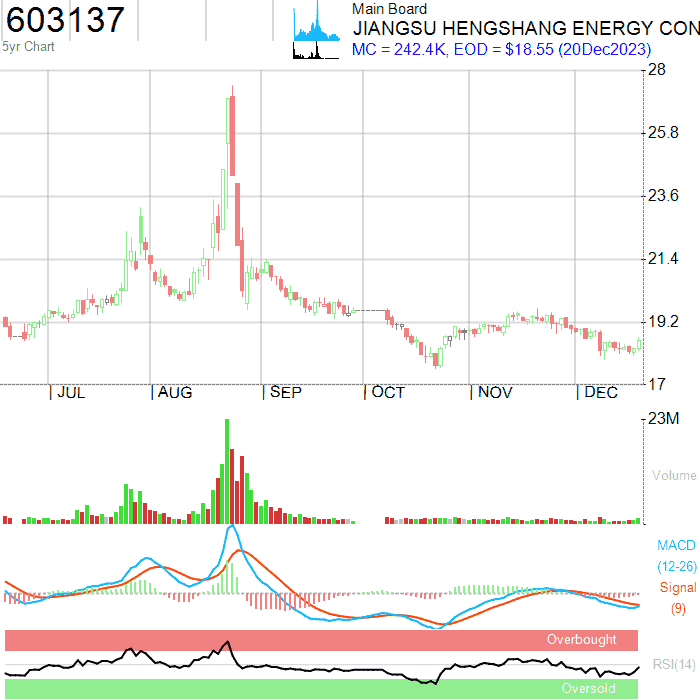 603137
5yr Chart
Main Board
JIANGSU HENGSHANG ENERGY CON
MC = 242.4K, EOD = $18.55 (20Dec2023)
28
25.8
23.6
21.4
19.2
17
JUL
AUG
SEP
OCT
NOV
DEC
23M
Volume
MACD
(12-26)
Signal
(9)
Overbought
RSI(14)
Oversold